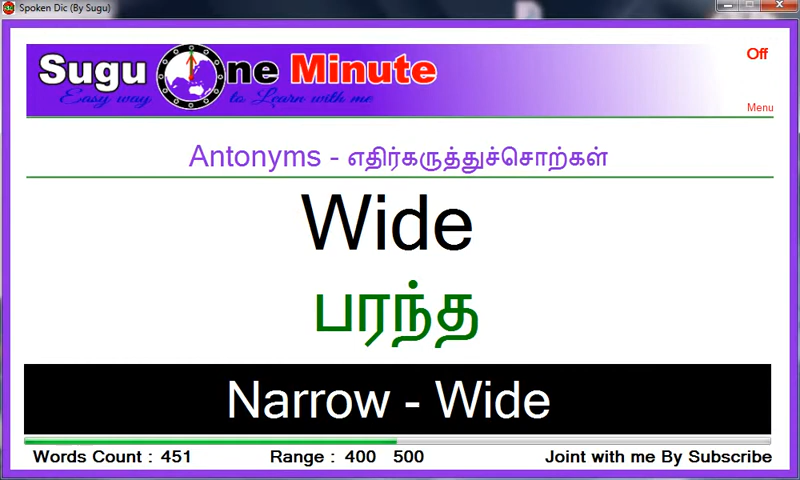 Spoken Dic (By Sugu)
Sugu One Minute
Easy way to Learn with me
Off
Menu
Antonyms - எதிர்கருத்துச்சொற்கள்
Wide
பரந்த
Narrow - Wide
Words Count : 451 Range : 400 500 Joint with me By Subscribe